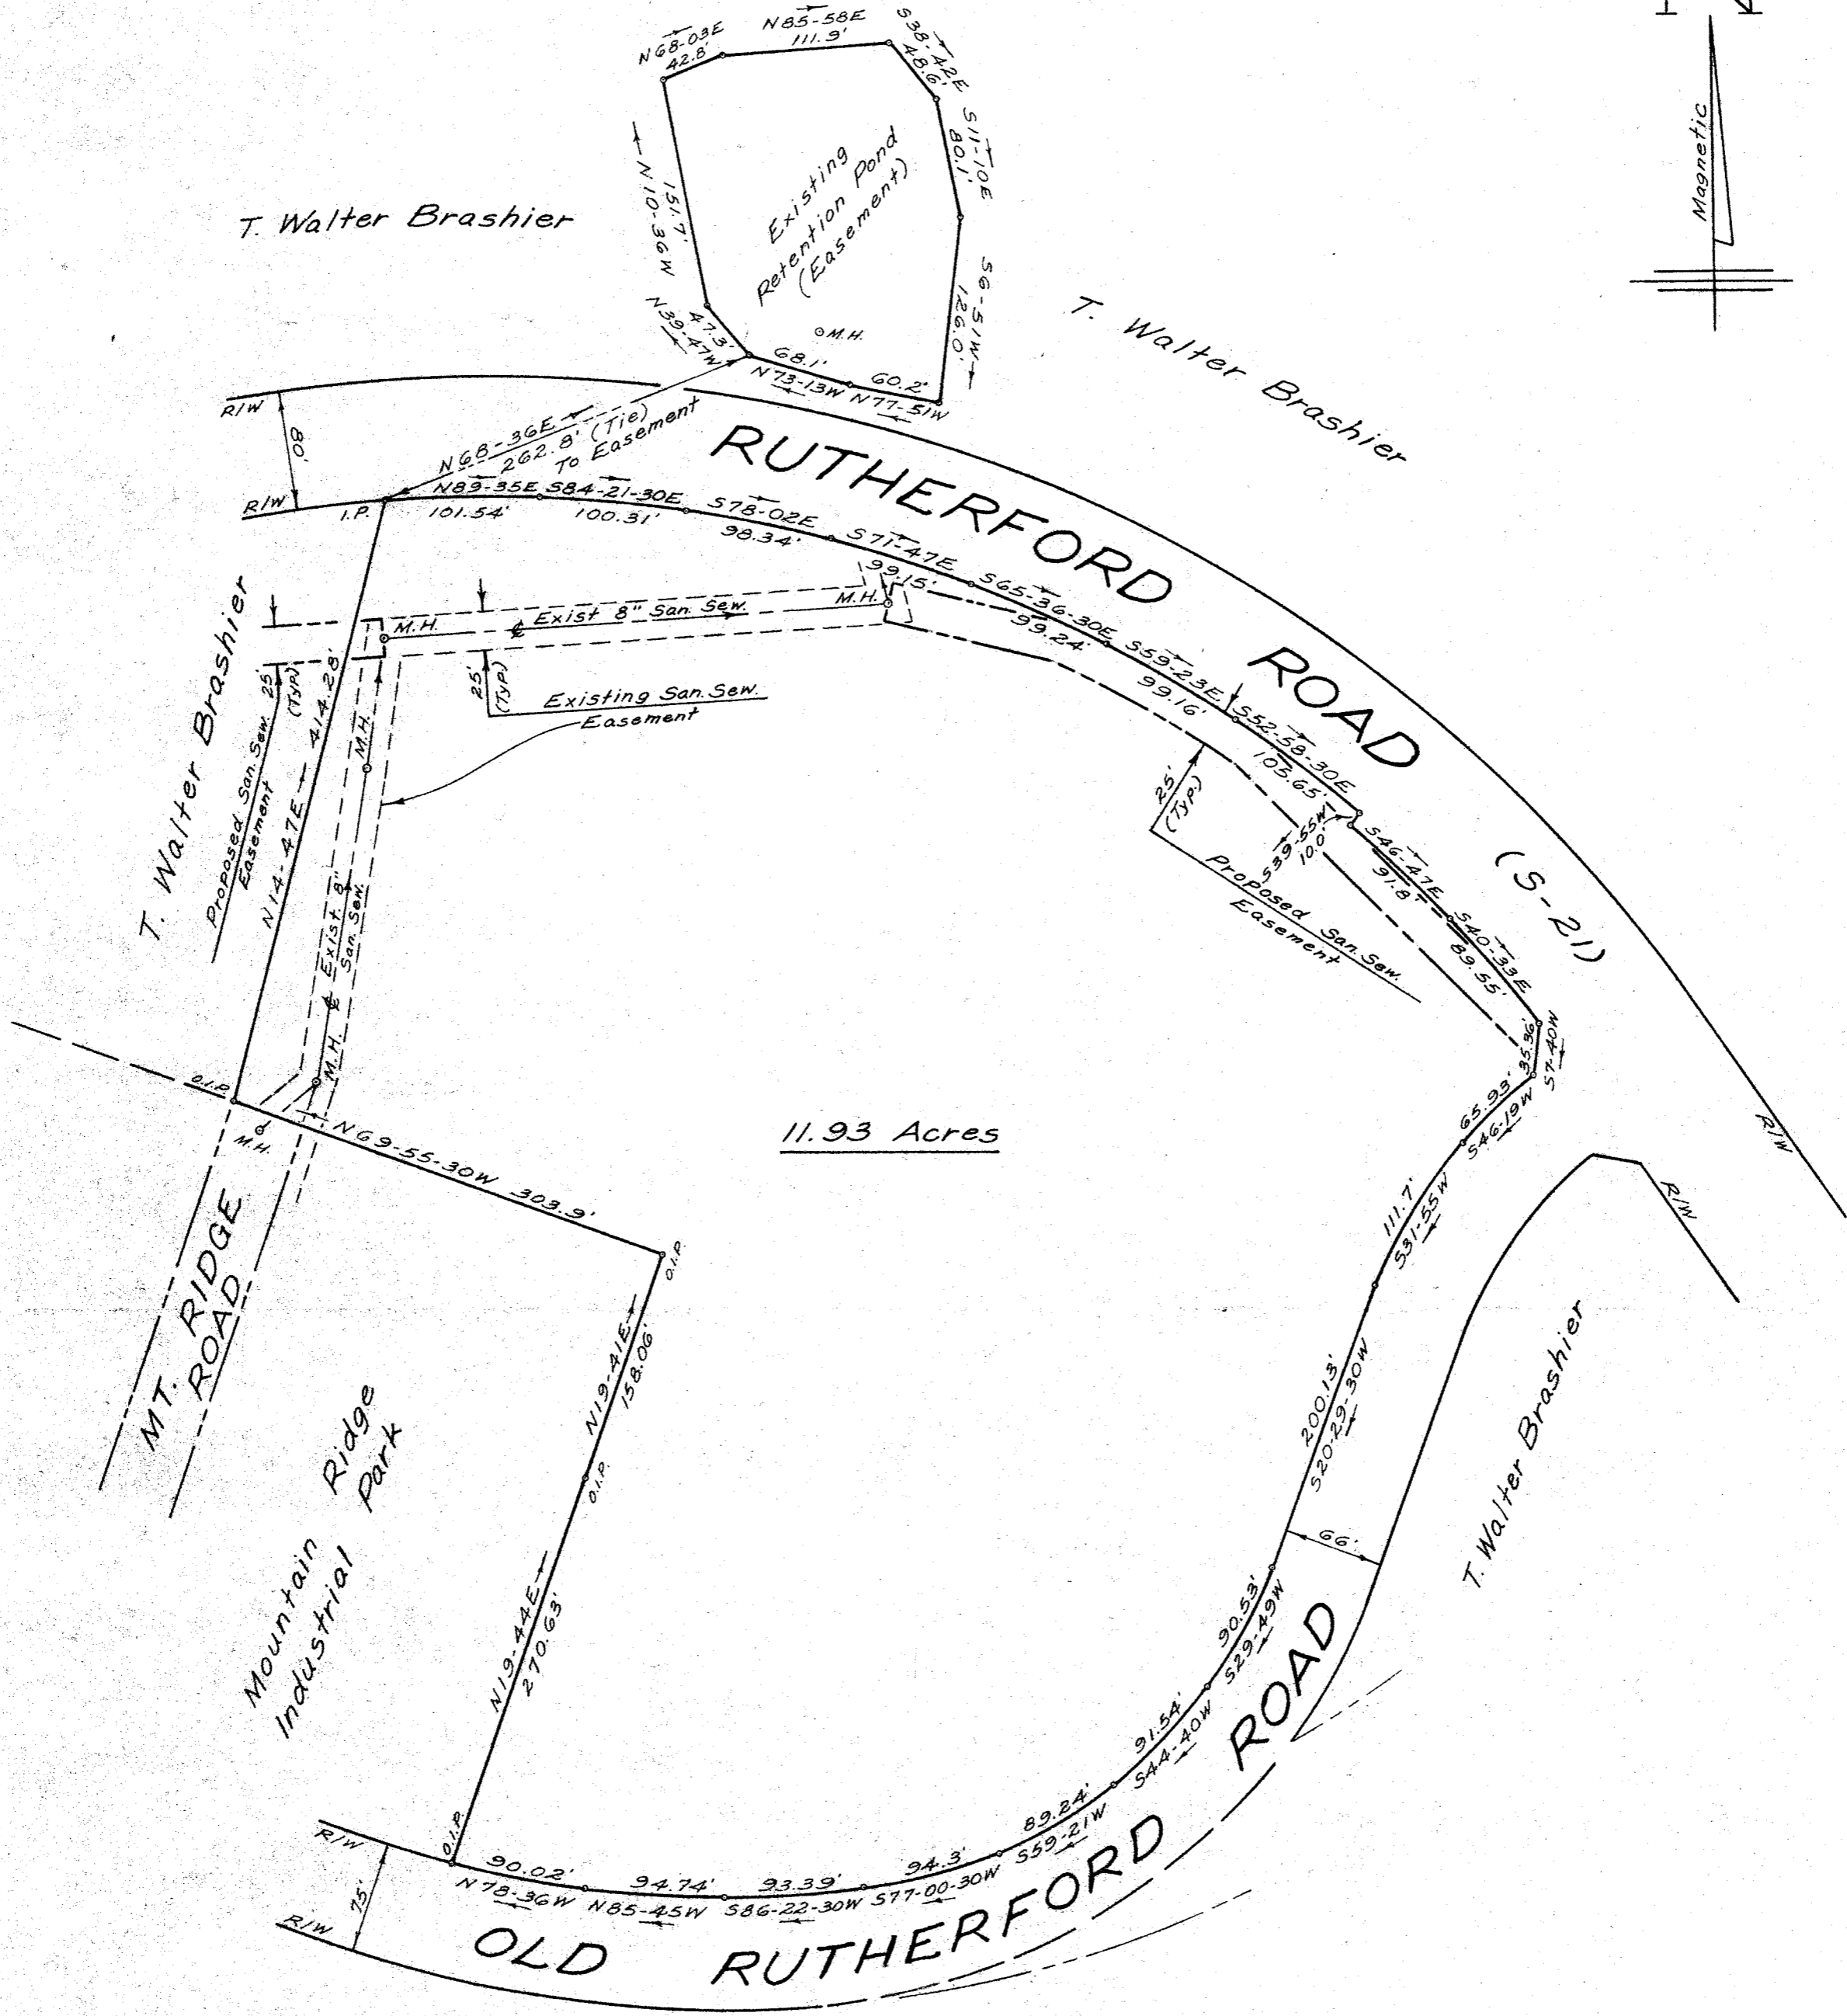 N68-03E
42.8'
N85-58E
111.9'
S38-42E
48.6'
S11-10E
80.1'
S6-51W
126.0'
N10-36W
151.7'
N39-47W
47.3'
Existing
Retention Pond
(Easement)
M.H.
68.1'
N73-13W
60.2'
N77-51W
Magnetic
T. Walter Brashier
T. Walter Brashier
R/W
80'
R/W
I.P.
N68-36E
262.8' (Tie)
To Easement
RUTHERFORD ROAD (S-21)
N89-35E
101.54'
S84-21-30E
100.31'
S78-02E
98.34'
S71-47E
99.15'
S65-36-30E
99.24'
S59-23E
99.16'
S52-58-30E
105.65'
S39-55W
10.0'
S46-47E
91.8'
S40-33E
89.55'
S7-40W
35.36'
M.H.
₵ Exist 8" San. Sew.
M.H.
25'
(Typ.)
Existing San. Sew.
Easement
25'
(Typ.)
Proposed San. Sew.
Easement
T. Walter Brashier
Proposed San. Sew.
Easement
25'
(Typ.)
N14-47E 414.28'
M.H.
₵ Exist. 8"
San. Sew.
M.H.
O.I.P.
M.H.
N69-55-30W 303.9'
O.I.P.
11.93 Acres
65.93'
S46-19W
111.7'
S31-55W
R/W
R/W
MT. RIDGE
ROAD
N19-41E
158.06'
O.I.P.
Mountain Ridge
Industrial Park
N19-44E
270.63'
200.13'
S20-29-30W
66'
T. Walter Brashier
90.53'
S29-49W
91.54'
S44-40W
89.24'
S59-21W
94.3'
S77-00-30W
93.39'
S86-22-30W
94.74'
N85-45W
90.02'
N78-36W
O.I.P.
R/W
75'
R/W
OLD RUTHERFORD ROAD